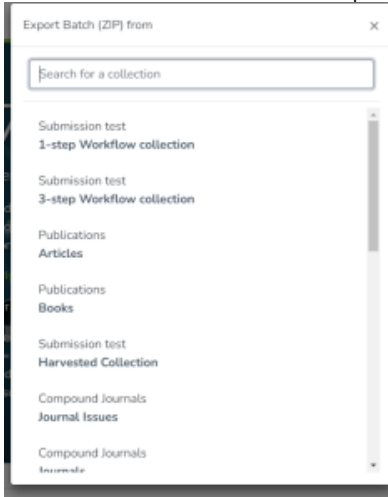 Export Batch (ZIP) from
×
Search for a collection
Submission test
1-step Workflow collection
Submission test
3-step Workflow collection
Publications
Articles
Publications
Books
Submission test
Harvested Collection
Compound Journals
Journal Issues
Compound Journals
Journals